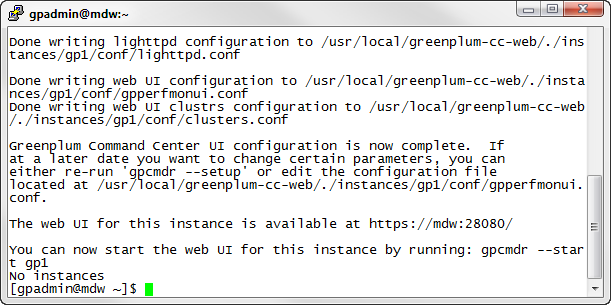 gpadmin@mdw:~
Done writing lighttpd configuration to /usr/local/greenplum-cc-web/./ins
tances/gp1/conf/lighttpd.conf
Done writing web UI configuration to /usr/local/greenplum-cc-web/./insta
nces/gp1/conf/gpperfmonui.conf
Done writing web UI clustrs configuration to /usr/local/greenplum-cc-web
/./instances/gp1/conf/clusters.conf
Greenplum Command Center UI configuration is now complete.  If
at a later date you want to change certain parameters, you can
either re-run 'gpcmdr --setup' or edit the configuration file
located at /usr/local/greenplum-cc-web/./instances/gp1/conf/gpperfmonui.
conf.
The web UI for this instance is available at https://mdw:28080/
You can now start the web UI for this instance by running: gpcmdr --star
t gp1
No instances
[gpadmin@mdw ~]$